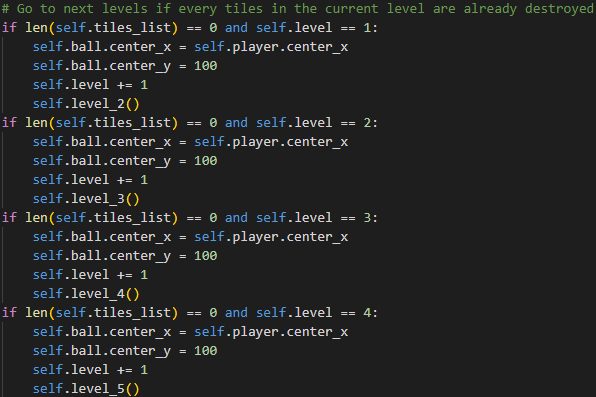 # Go to next levels if every tiles in the current level are already destroyed
if len(self.tiles_list) == 0 and self.level == 1:
    self.ball.center_x = self.player.center_x
    self.ball.center_y = 100
    self.level += 1
    self.level_2()
if len(self.tiles_list) == 0 and self.level == 2:
    self.ball.center_x = self.player.center_x
    self.ball.center_y = 100
    self.level += 1
    self.level_3()
if len(self.tiles_list) == 0 and self.level == 3:
    self.ball.center_x = self.player.center_x
    self.ball.center_y = 100
    self.level += 1
    self.level_4()
if len(self.tiles_list) == 0 and self.level == 4:
    self.ball.center_x = self.player.center_x
    self.ball.center_y = 100
    self.level += 1
    self.level_5()